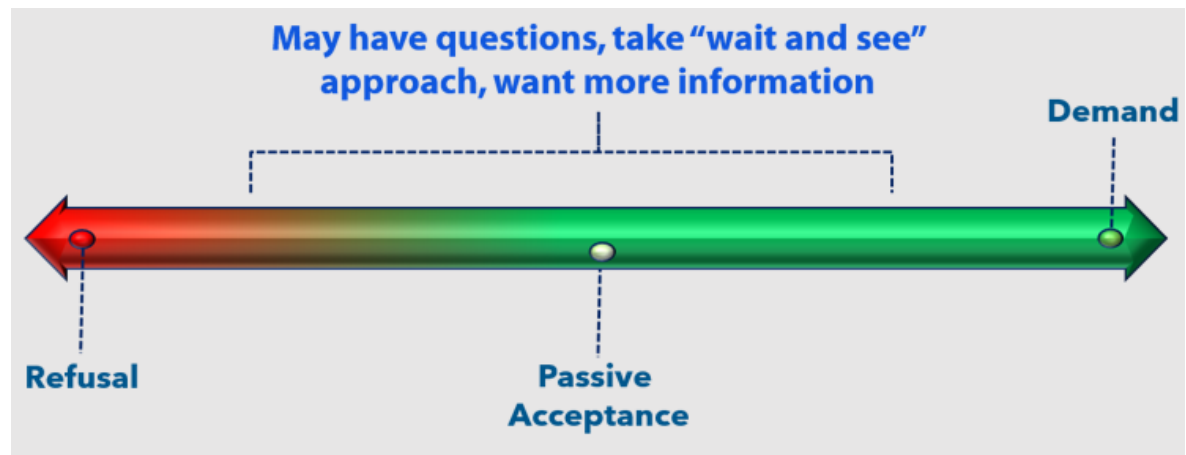 May have questions, take “wait and see”
approach, want more information
Demand
Refusal
Passive
Acceptance